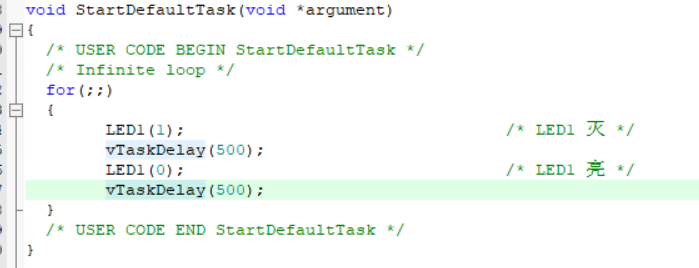 void StartDefaultTask(void *argument)
{
/* USER CODE BEGIN StartDefaultTask */
/* Infinite loop */
for(;;)
{
LED1(1); /* LED1 灭 */
vTaskDelay(500);
LED1(0); /* LED1 亮 */
vTaskDelay(500);
}
/* USER CODE END StartDefaultTask */
}